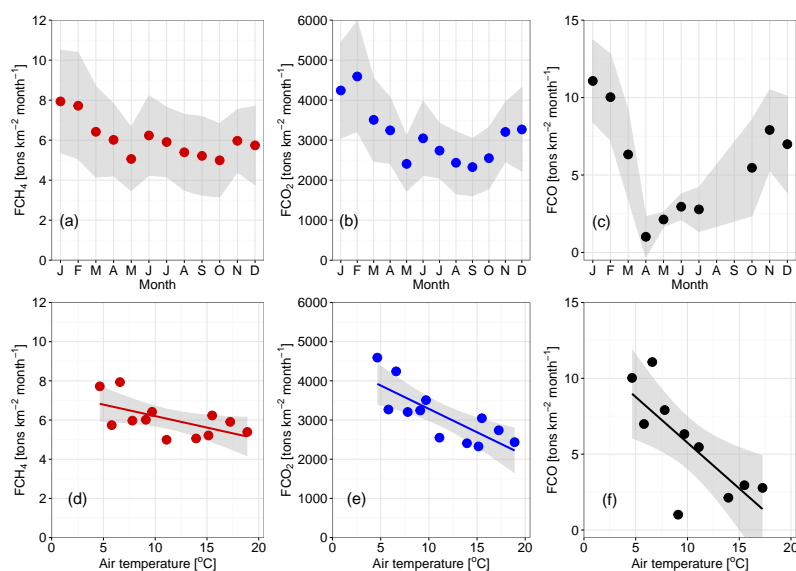 12
10
8
6
4
2
0
FCH₄ [tons km⁻² month⁻¹]
(a)
J F M A M J J A S O N D
Month
6000
5000
4000
3000
2000
1000
0
FCO₂ [tons km⁻² month⁻¹]
(b)
J F M A M J J A S O N D
Month
15
10
5
0
FCO [tons km⁻² month⁻¹]
(c)
J F M A M J J A S O N D
Month
12
10
8
6
4
2
0
FCH₄ [tons km⁻² month⁻¹]
(d)
0 5 10 15 20
Air temperature [°C]
6000
5000
4000
3000
2000
1000
0
FCO₂ [tons km⁻² month⁻¹]
(e)
0 5 10 15 20
Air temperature [°C]
15
10
5
0
FCO [tons km⁻² month⁻¹]
(f)
0 5 10 15 20
Air temperature [°C]